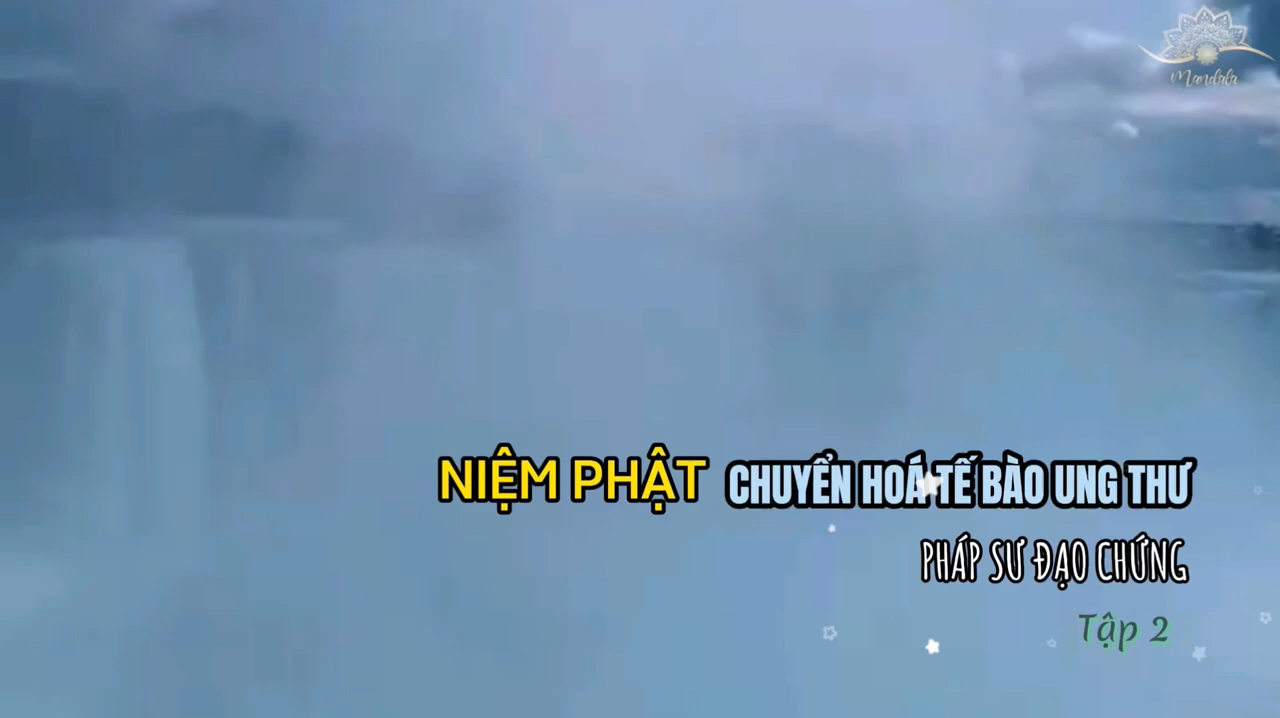 Mandala
NIỆM PHẬT CHUYỂN HOÁ TẾ BÀO UNG THƯ
PHÁP SƯ ĐẠO CHỨNG
Tập 2